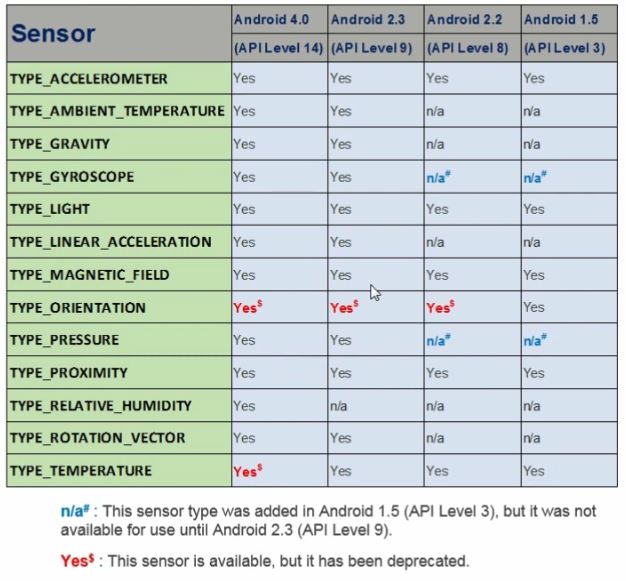 Sensor Android 4.0 Android 2.3 Android 2.2 Android 1.5
(API Level 14) (API Level 9) (API Level 8) (API Level 3)
TYPE_ACCELEROMETER Yes Yes Yes Yes
TYPE_AMBIENT_TEMPERATURE Yes Yes n/a n/a
TYPE_GRAVITY Yes Yes n/a n/a
TYPE_GYROSCOPE Yes Yes n/a# n/a#
TYPE_LIGHT Yes Yes Yes Yes
TYPE_LINEAR_ACCELERATION Yes Yes n/a n/a
TYPE_MAGNETIC_FIELD Yes Yes Yes Yes
TYPE_ORIENTATION Yes$ Yes$ Yes$ Yes
TYPE_PRESSURE Yes Yes n/a# n/a#
TYPE_PROXIMITY Yes Yes Yes Yes
TYPE_RELATIVE_HUMIDITY Yes n/a n/a n/a
TYPE_ROTATION_VECTOR Yes Yes n/a n/a
TYPE_TEMPERATURE Yes$ Yes Yes Yes
n/a# : This sensor type was added in Android 1.5 (API Level 3), but it was not
available for use until Android 2.3 (API Level 9).
Yes$ : This sensor is available, but it has been deprecated.